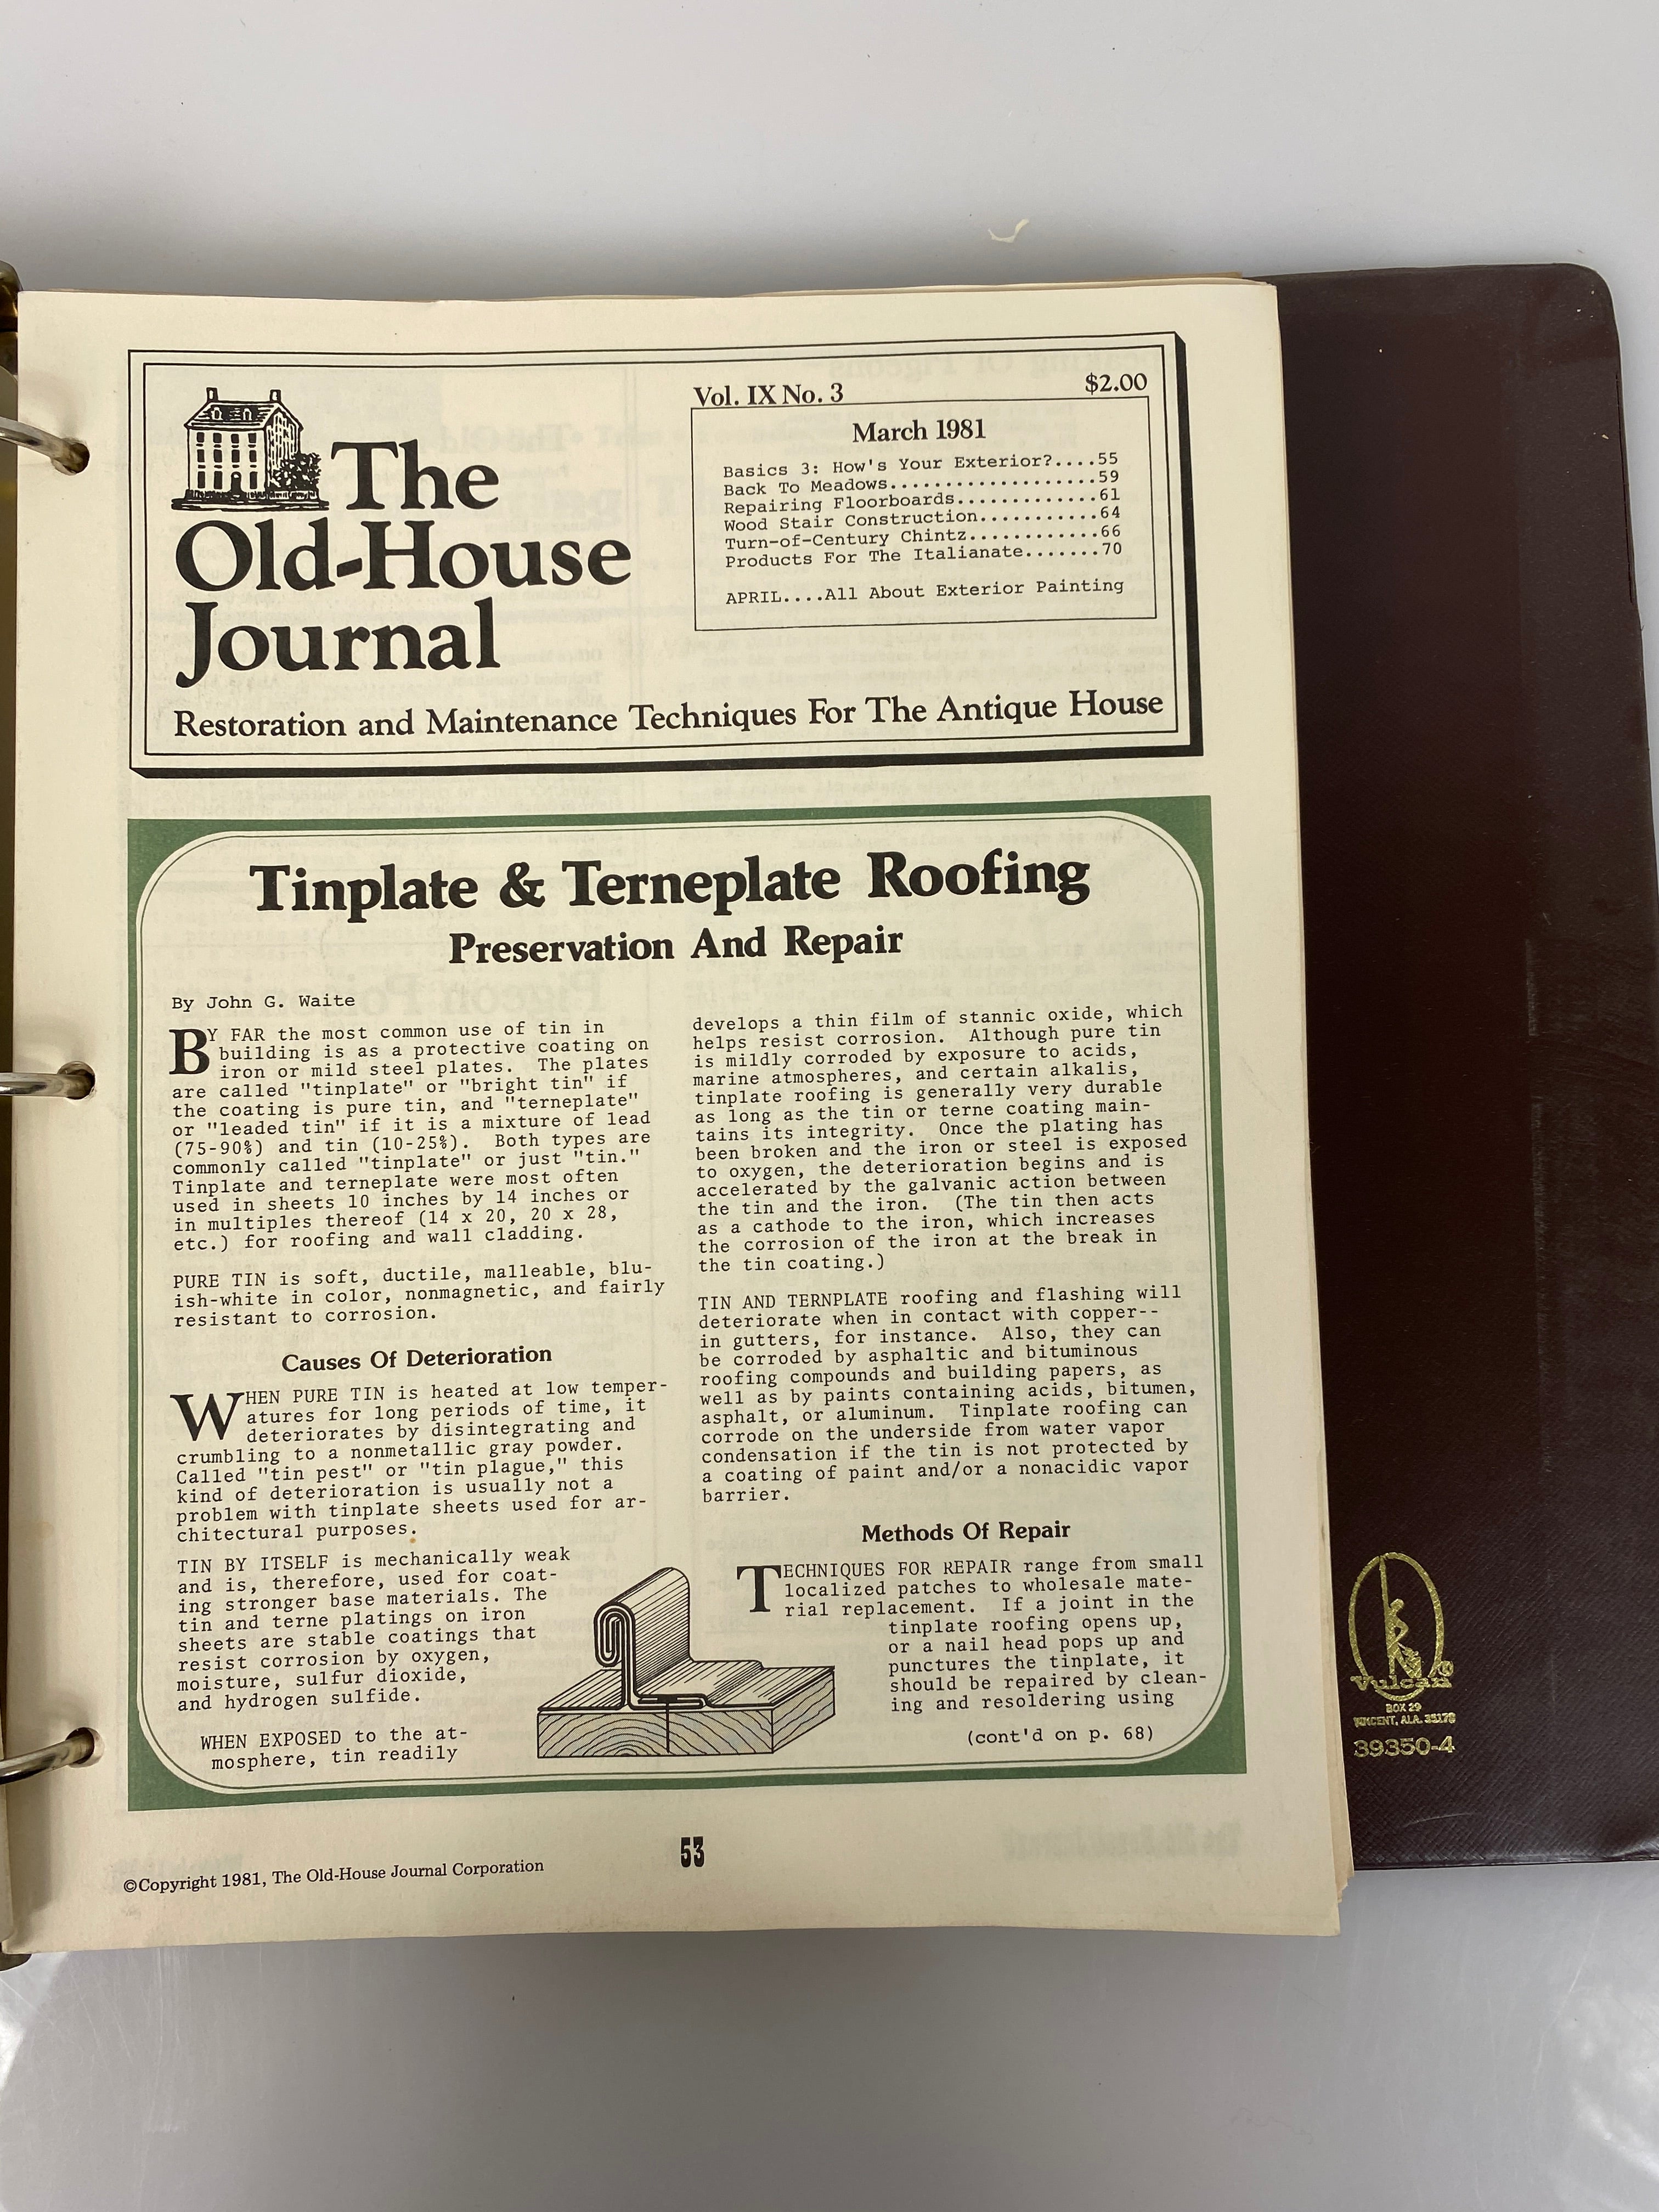 Vol. IX No. 3
$2.00
The
Old-House
Journal
Restoration and Maintenance Techniques For The Antique House
March 1981
Basics 3: How's Your Exterior?....55
Back To Meadows...................59
Repairing Floorboards.............61
Wood Stair Construction...........64
Turn-of-Century Chintz............66
Products For The Italianate.......70
APRIL....All About Exterior Painting
Tinplate & Terneplate Roofing
Preservation And Repair
By John G. Waite
BY FAR the most common use of tin in
building is as a protective coating on
iron or mild steel plates. The plates
are called "tinplate" or "bright tin" if
the coating is pure tin, and "terneplate"
or "leaded tin" if it is a mixture of lead
(75-90%) and tin (10-25%). Both types are
commonly called "tinplate" or just "tin."
Tinplate and terneplate were most often
used in sheets 10 inches by 14 inches or
in multiples thereof (14 x 20, 20 x 28,
etc.) for roofing and wall cladding.
PURE TIN is soft, ductile, malleable, blu-
ish-white in color, nonmagnetic, and fairly
resistant to corrosion.
Causes Of Deterioration
WHEN PURE TIN is heated at low temper-
atures for long periods of time, it
deteriorates by disintegrating and
crumbling to a nonmetallic gray powder.
Called "tin pest" or "tin plague," this
kind of deterioration is usually not a
problem with tinplate sheets used for ar-
chitectural purposes.
TIN BY ITSELF is mechanically weak
and is, therefore, used for coat-
ing stronger base materials. The
tin and terne platings on iron
sheets are stable coatings that
resist corrosion by oxygen,
moisture, sulfur dioxide,
and hydrogen sulfide.
WHEN EXPOSED to the at-
mosphere, tin readily
develops a thin film of stannic oxide, which
helps resist corrosion. Although pure tin
is mildly corroded by exposure to acids,
marine atmospheres, and certain alkalis,
tinplate roofing is generally very durable
as long as the tin or terne coating main-
tains its integrity. Once the plating has
been broken and the iron or steel is exposed
to oxygen, the deterioration begins and is
accelerated by the galvanic action between
the tin and the iron. (The tin then acts
as a cathode to the iron, which increases
the corrosion of the iron at the break in
the tin coating.)
TIN AND TERNPLATE roofing and flashing will
deteriorate when in contact with copper--
in gutters, for instance. Also, they can
be corroded by asphaltic and bituminous
roofing compounds and building papers, as
well as by paints containing acids, bitumen,
asphalt, or aluminum. Tinplate roofing can
corrode on the underside from water vapor
condensation if the tin is not protected by
a coating of paint and/or a nonacidic vapor
barrier.
Methods Of Repair
TECHNIQUES FOR REPAIR range from small
localized patches to wholesale mate-
rial replacement. If a joint in the
tinplate roofing opens up,
or a nail head pops up and
punctures the tinplate, it
should be repaired by clean-
ing and resoldering using
(cont'd on p. 68)
53
©Copyright 1981, The Old-House Journal Corporation
Vulcan®
BOX 29
VINCENT, ALA. 35178
39350-4